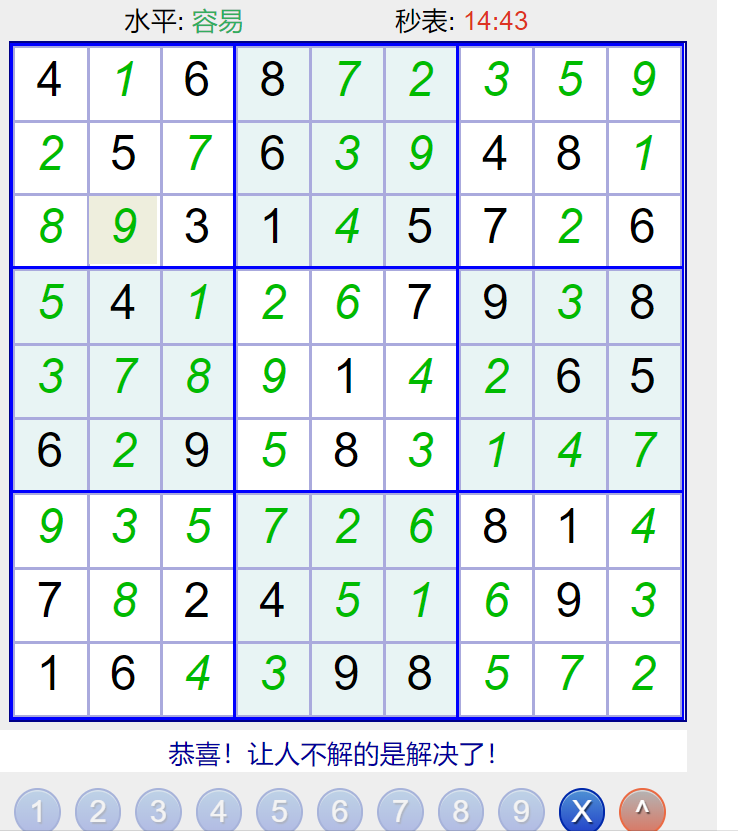 水平: 容易 秒表: 14:43
4 1 6 8 7 2 3 5 9
2 5 7 6 3 9 4 8 1
8 9 3 1 4 5 7 2 6
5 4 1 2 6 7 9 3 8
3 7 8 9 1 4 2 6 5
6 2 9 5 8 3 1 4 7
9 3 5 7 2 6 8 1 4
7 8 2 4 5 1 6 9 3
1 6 4 3 9 8 5 7 2
恭喜！让人不解的是解决了！
1 2 3 4 5 6 7 8 9 X ^